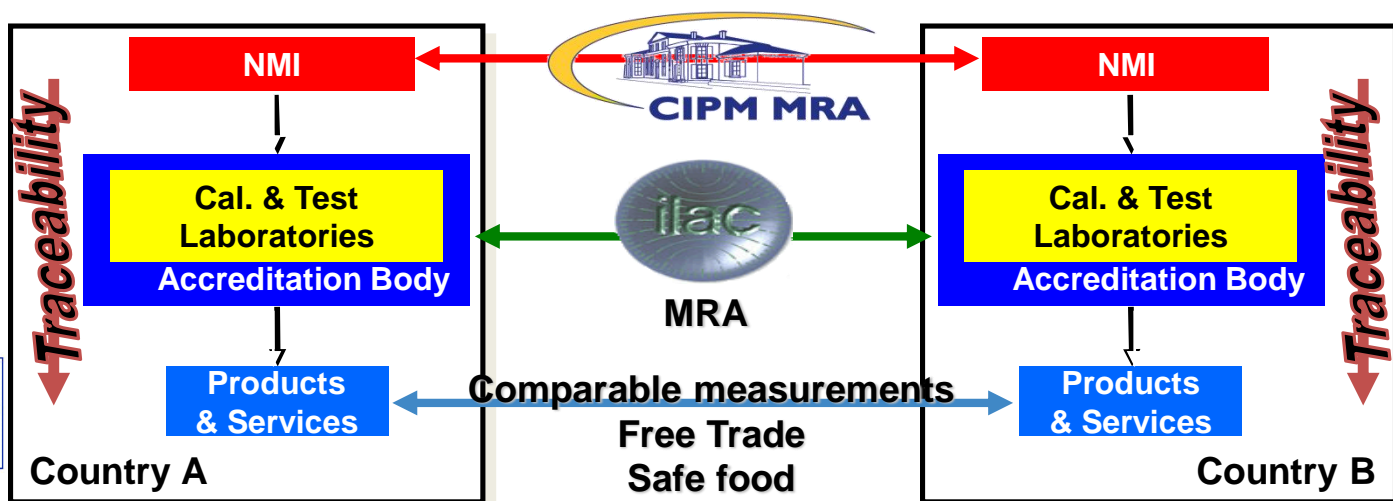 NMI
CIPM MRA
NMI
Traceability
Traceability
Cal. & Test
Laboratories
Accreditation Body
ilac
MRA
Cal. & Test
Laboratories
Accreditation Body
Products
& Services
Comparable measurements
Free Trade
Safe food
Products
& Services
Country A
Country B